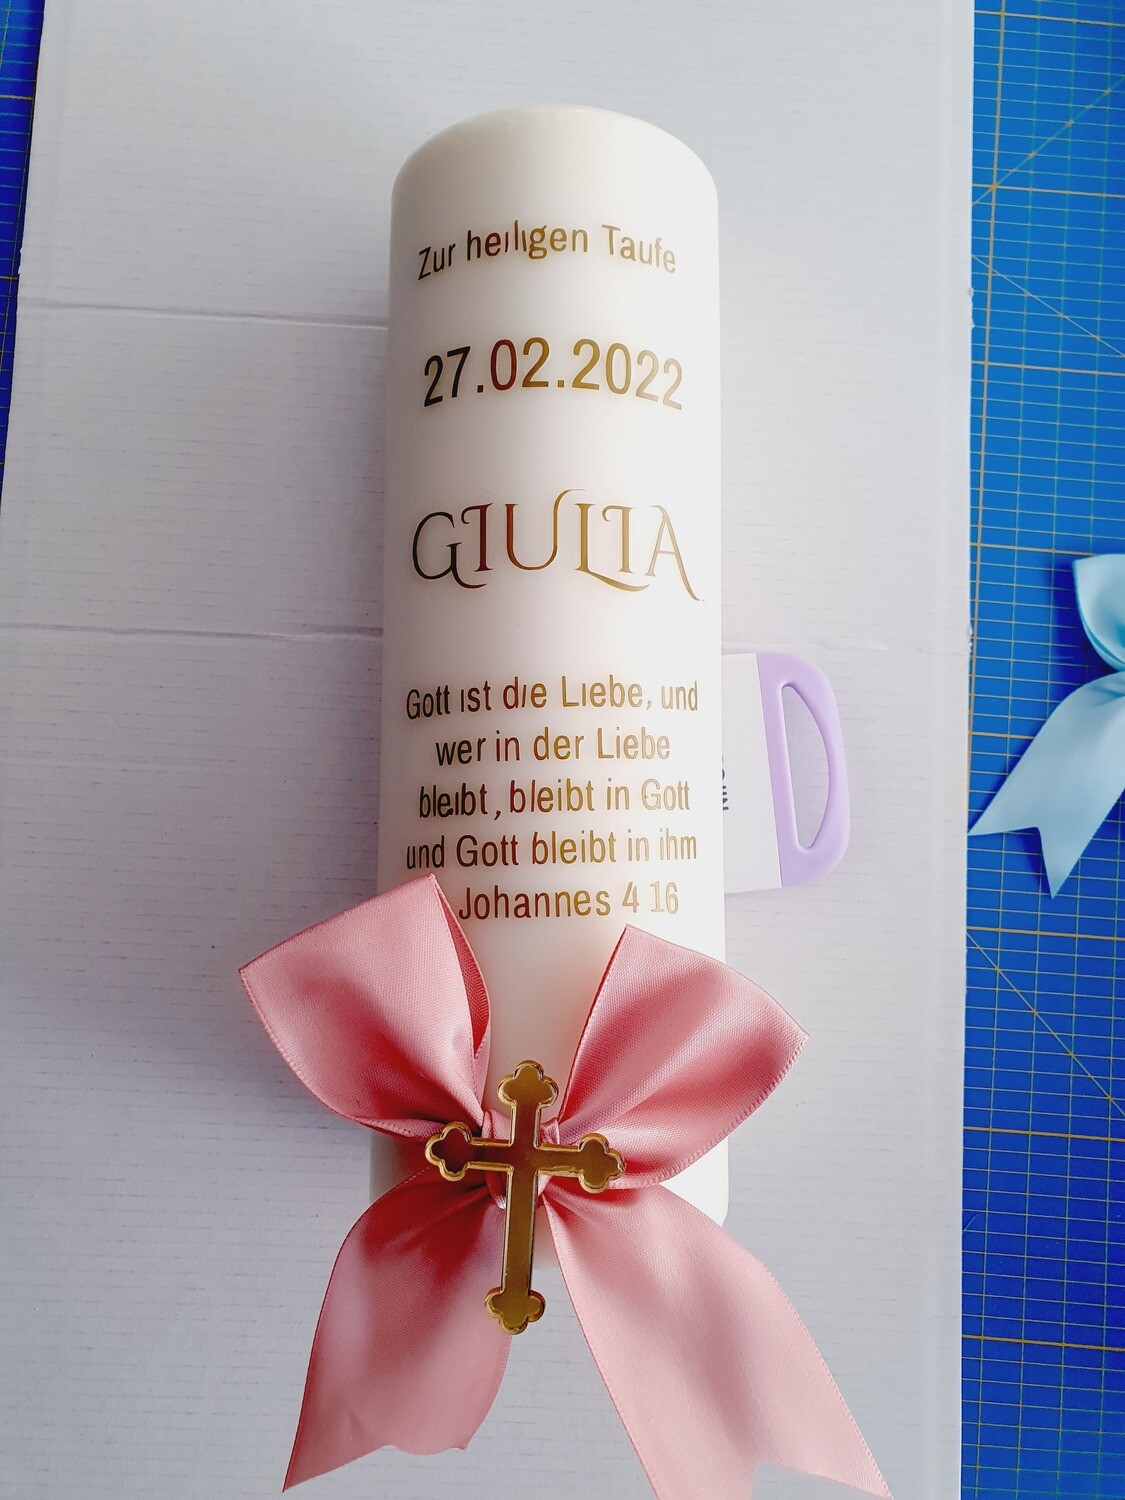 Zur heiligen Taufe
27.02.2022
GIULIA
Gott ist die Liebe, und
wer in der Liebe
bleibt, bleibt in Gott
und Gott bleibt in ihm
Johannes 4 16